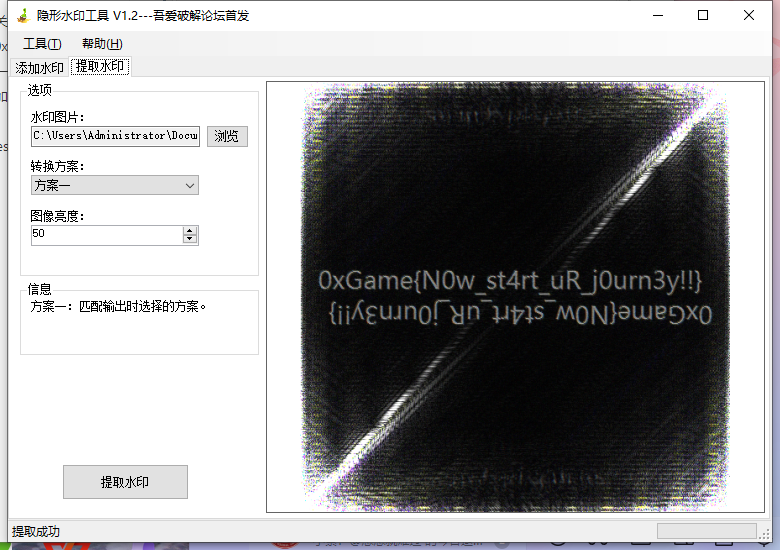 隐形水印工具 V1.2---吾爱破解论坛首发
工具(T) 帮助(H)
添加水印 提取水印
选项
水印图片：
C:\Users\Administrator\Docu
浏览
转换方案：
方案一
图像亮度：
50
信息
方案一：匹配输出时选择的方案。
提取水印
0xGame{N0w_st4rt_uR_j0urn3y!!}
0xGame{N0w_st4rt_uR_j0urn3y!!}
提取成功